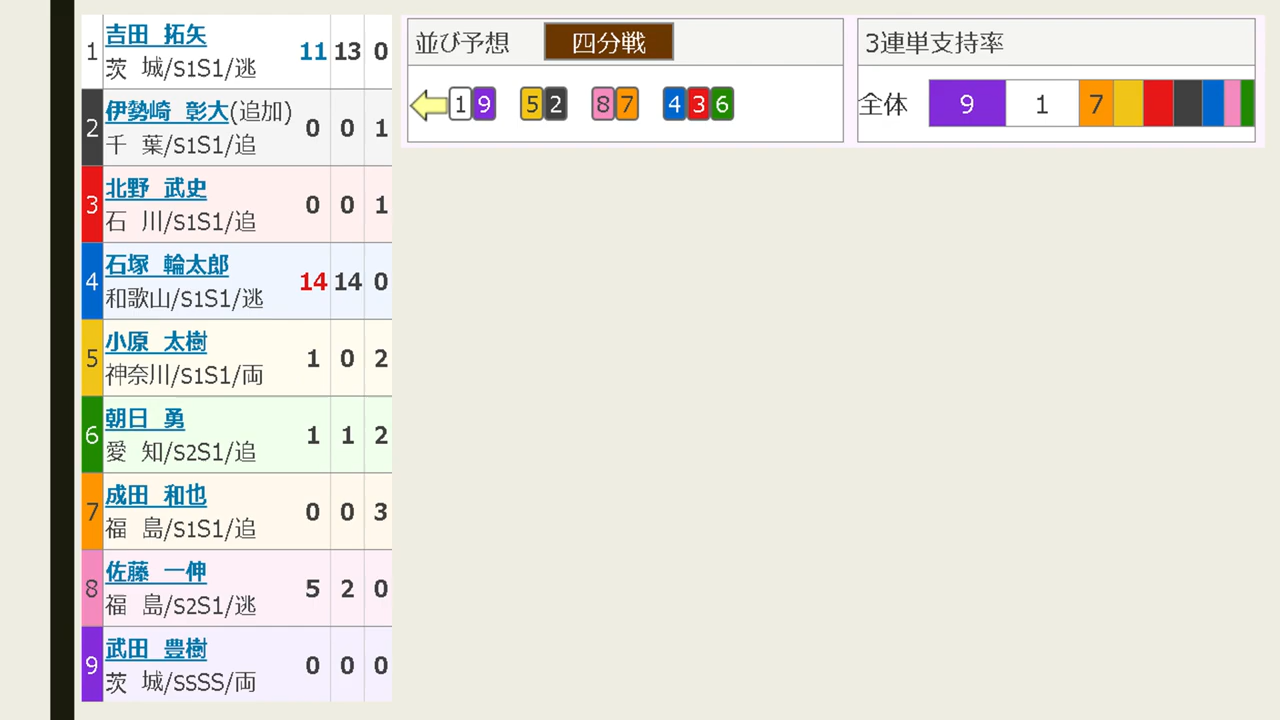 1 吉田 拓矢 11 13 0
茨 城/S1S1/逃
2 伊勢崎 彰大(追加) 0 0 1
千 葉/S1S1/追
3 北野 武史 0 0 1
石 川/S1S1/追
4 石塚 輪太郎 14 14 0
和歌山/S1S1/逃
5 小原 太樹 1 0 2
神奈川/S1S1/両
6 朝日 勇 1 1 2
愛 知/S2S1/追
7 成田 和也 0 0 3
福 島/S1S1/追
8 佐藤 一伸 5 2 0
福 島/S2S1/逃
9 武田 豊樹 0 0 0
茨 城/SSSS/両
並び予想 四分戦
1 9 5 2 8 7 4 3 6
3連単支持率
全体 9 1 7